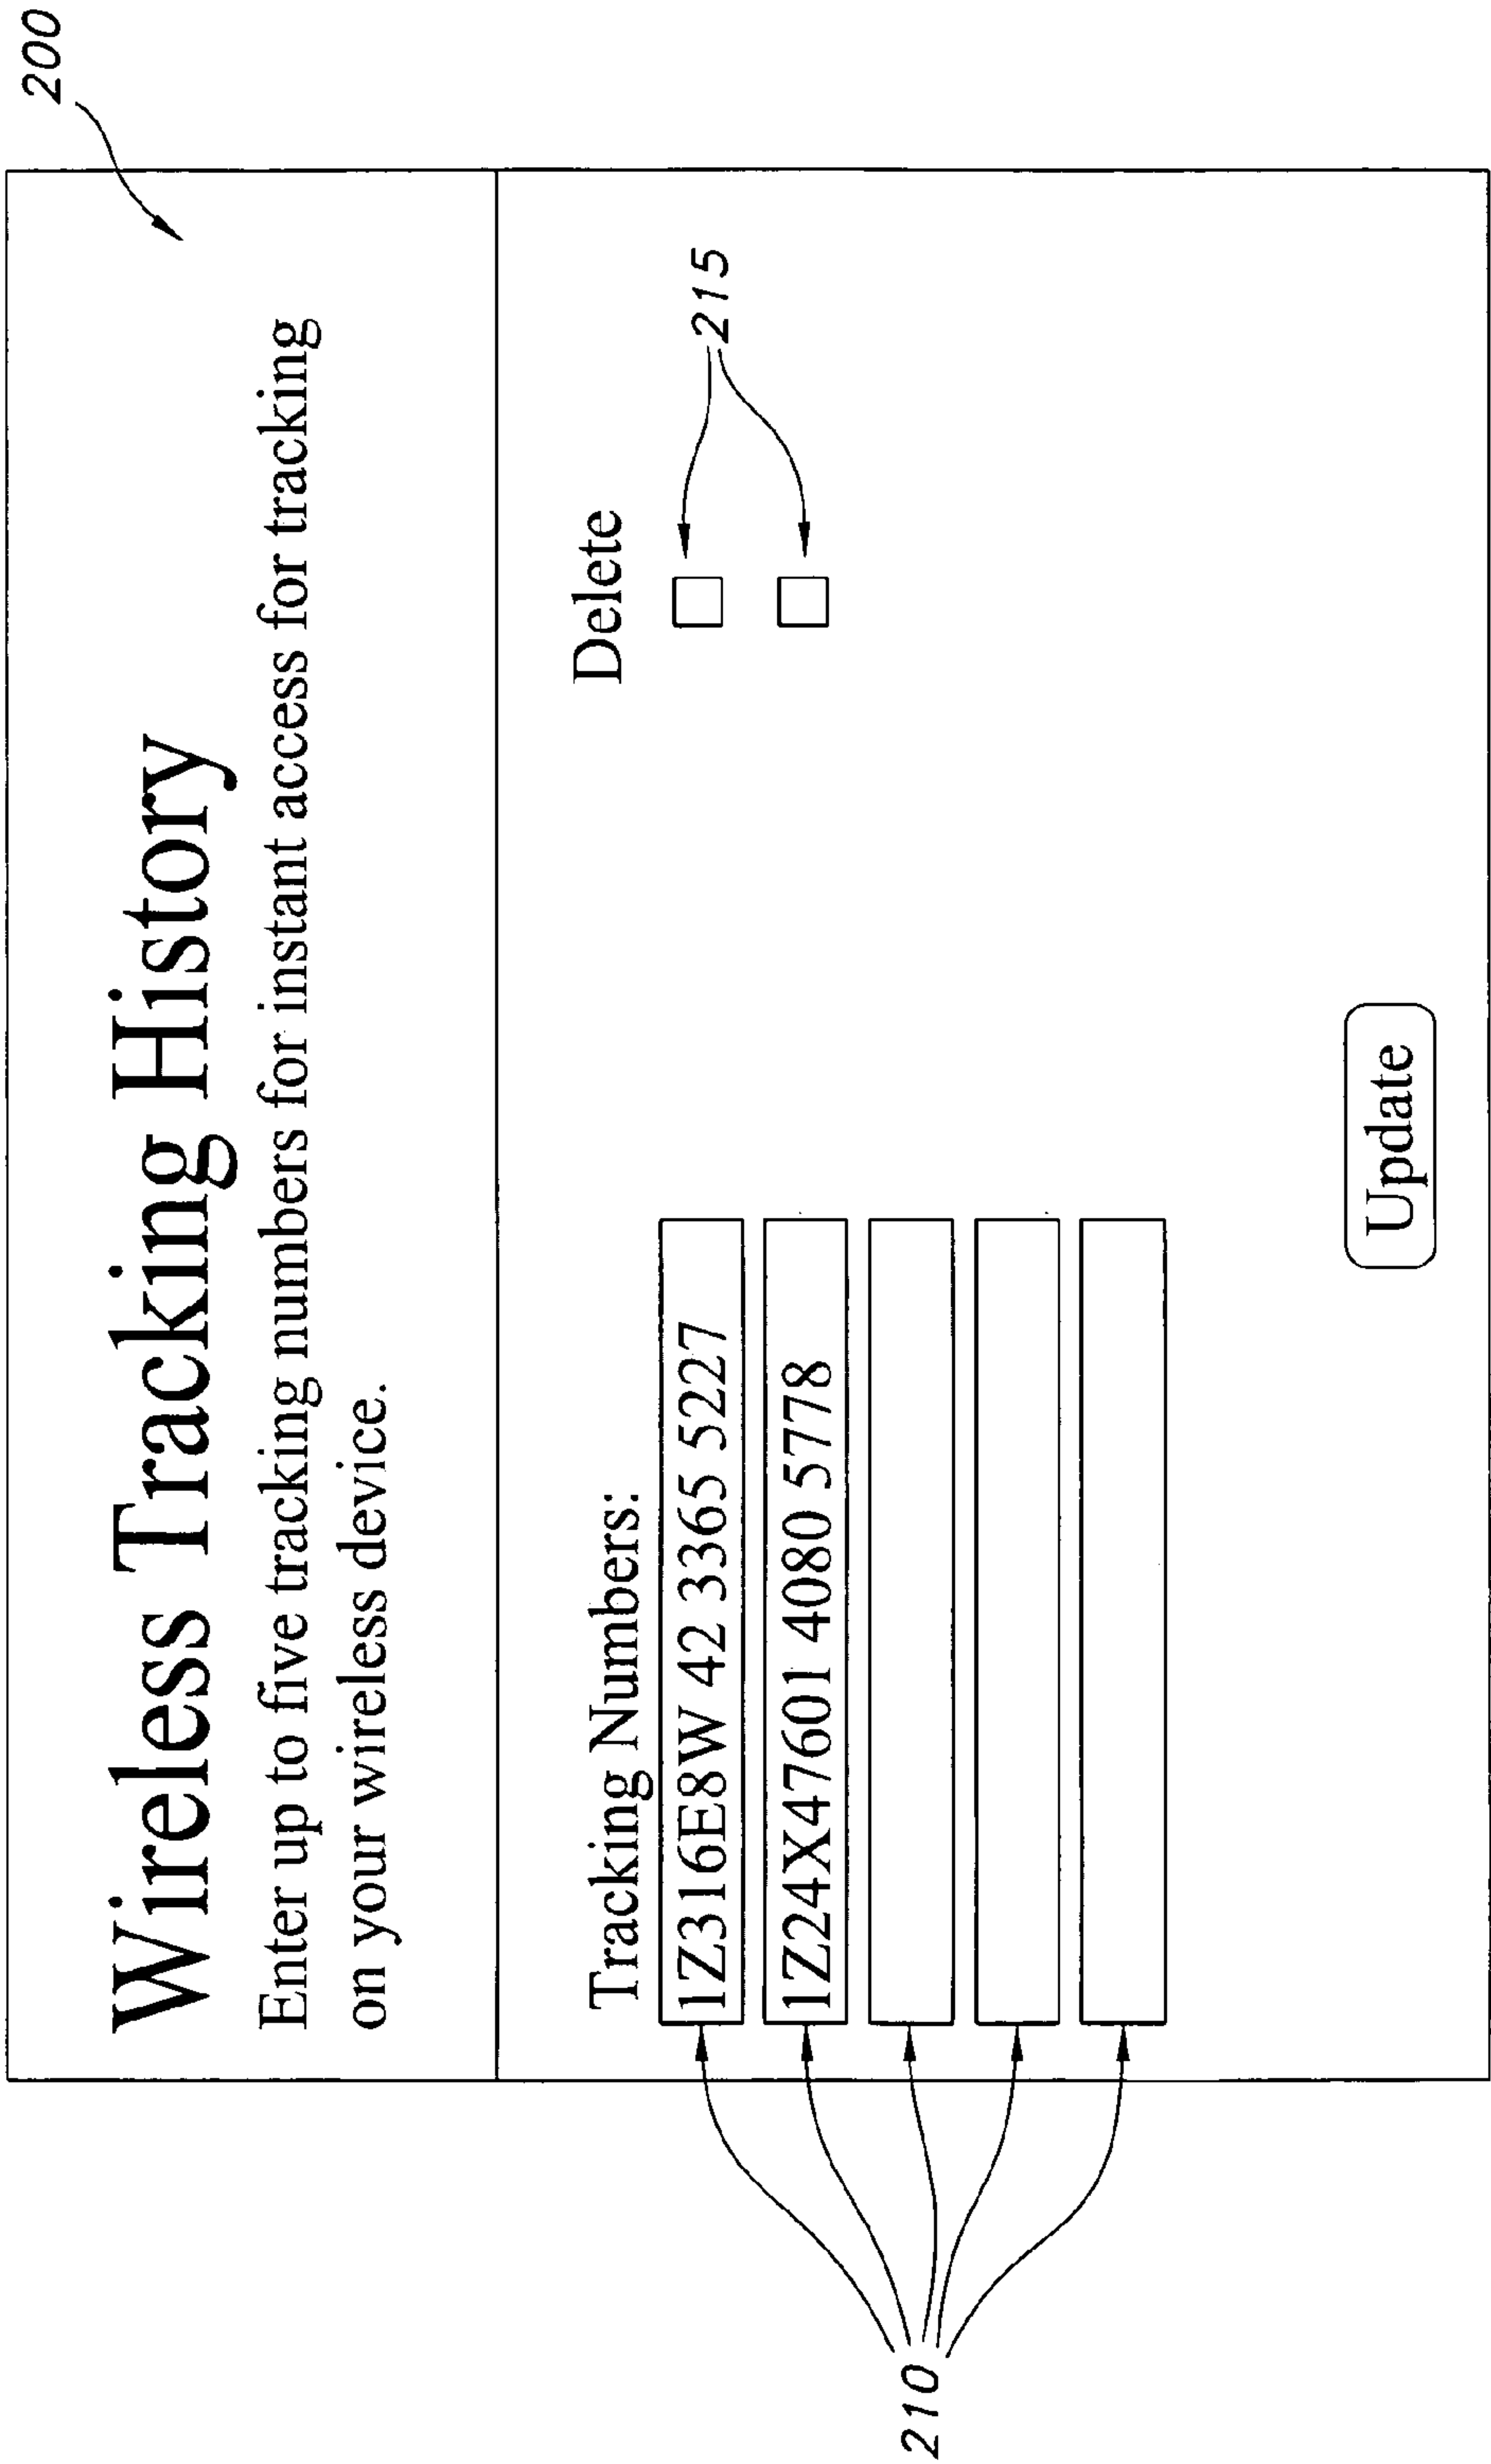 200
Wireless Tracking History
Enter up to five tracking numbers for instant access for tracking
on your wireless device.
Tracking Numbers:
Delete
1Z316E8W 42 3365 5227
215
1Z24X47601 4080 5778
210
Update